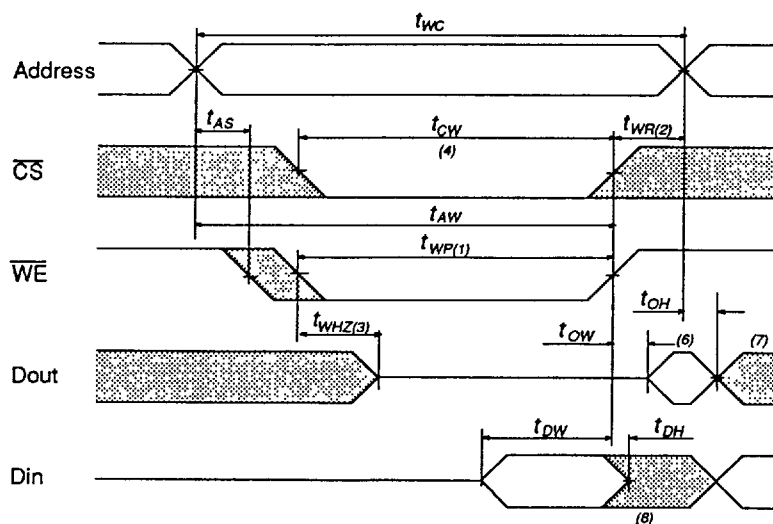 tWC
Address
tAS
tCW
(4)
tWR(2)
CS
tAW
WE
tWP(1)
tOH
tWHZ(3)
tOW
(6)
(7)
Dout
tDW
tDH
Din
(8)